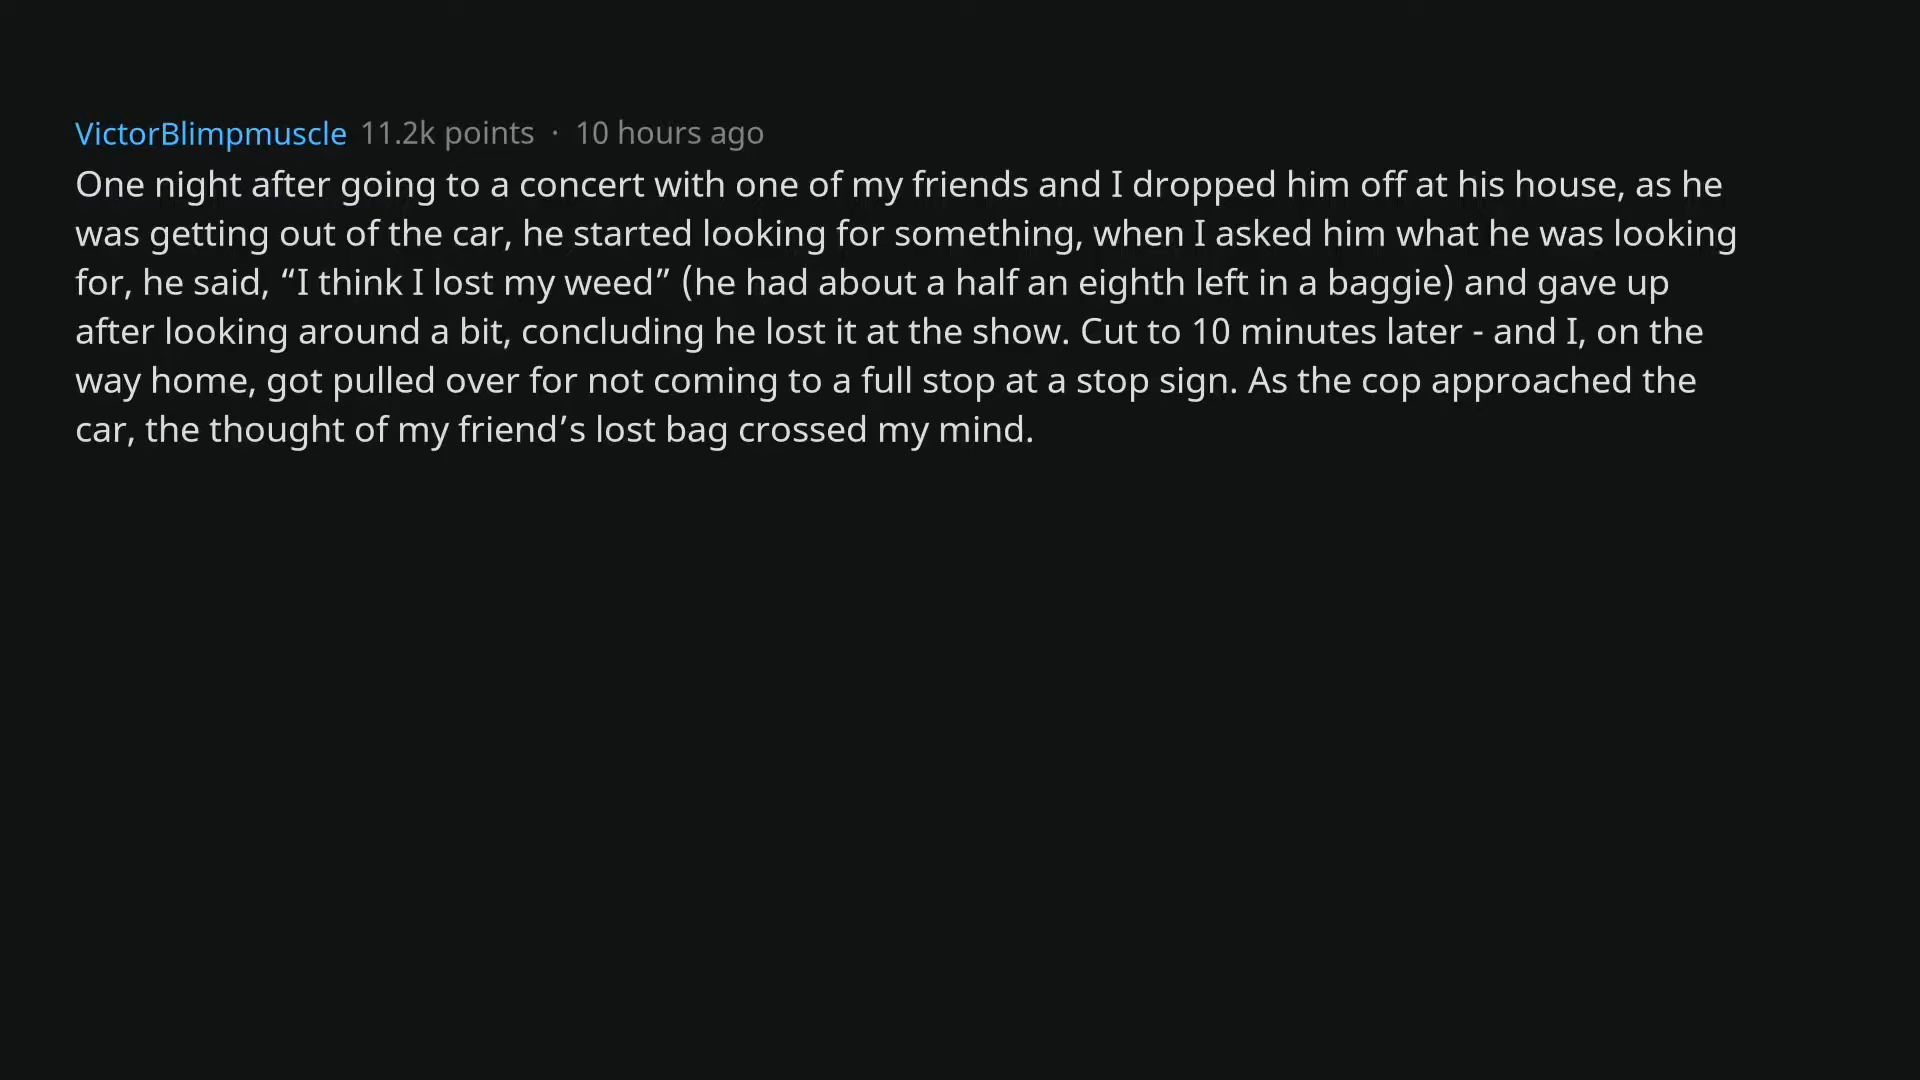 VictorBlimpmuscle 11.2k points · 10 hours ago
One night after going to a concert with one of my friends and I dropped him off at his house, as he
was getting out of the car, he started looking for something, when I asked him what he was looking
for, he said, “I think I lost my weed” (he had about a half an eighth left in a baggie) and gave up
after looking around a bit, concluding he lost it at the show. Cut to 10 minutes later - and I, on the
way home, got pulled over for not coming to a full stop at a stop sign. As the cop approached the
car, the thought of my friend’s lost bag crossed my mind.